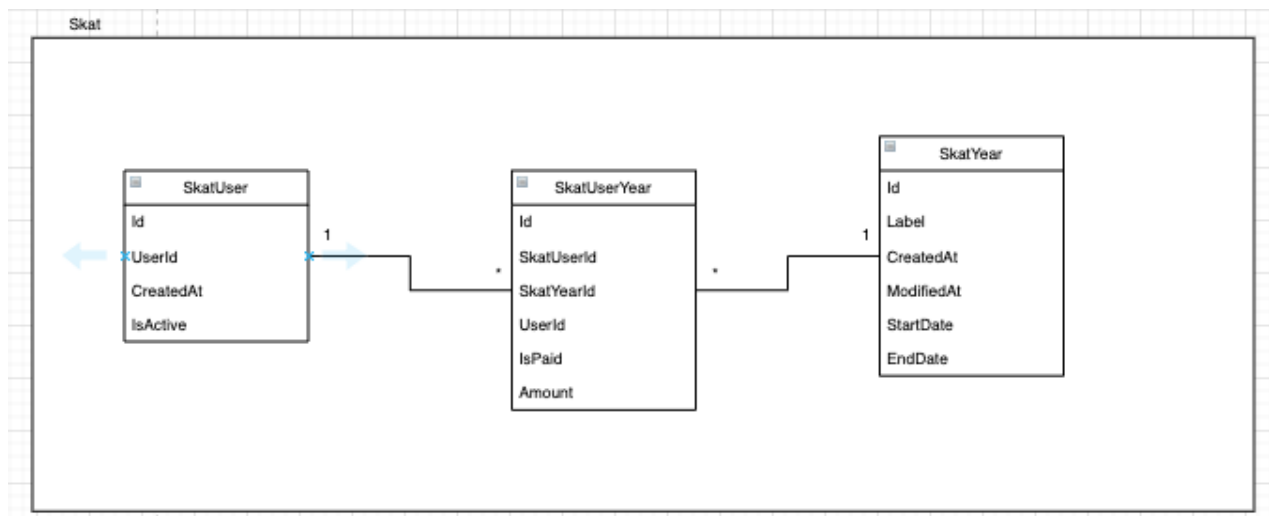 Skat
SkatUser
Id
UserId
CreatedAt
IsActive
1
*
SkatUserYear
Id
SkatUserId
SkatYearId
UserId
IsPaid
Amount
*
1
SkatYear
Id
Label
CreatedAt
ModifiedAt
StartDate
EndDate